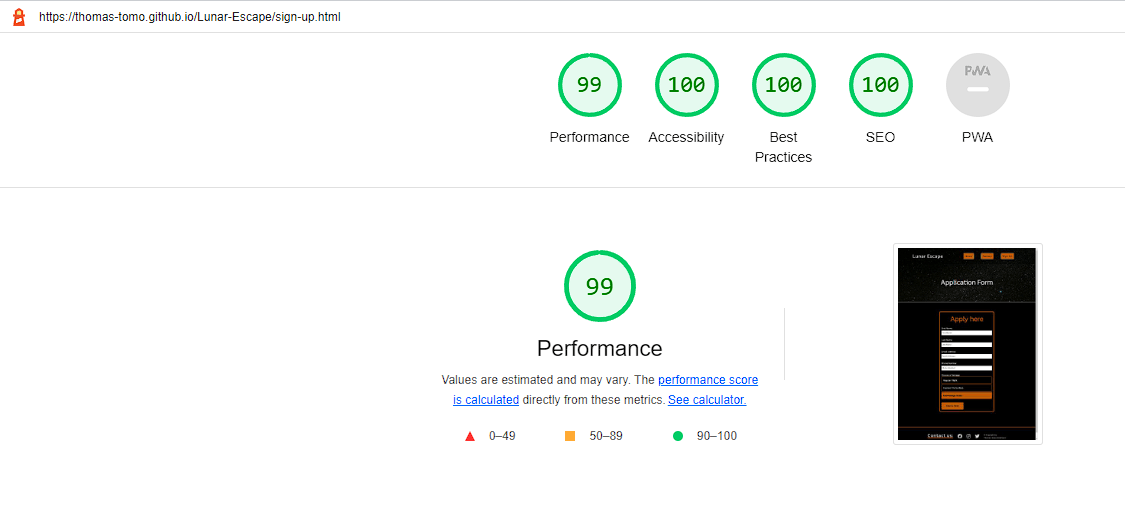 https://thomas-tomo.github.io/Lunar-Escape/sign-up.html
99
100
100
100
PWA
Performance
Accessibility
Best
Practices
SEO
PWA
99
Performance
Values are estimated and may vary. The performance score
is calculated directly from these metrics. See calculator.
0–49
50–89
90–100
Lunar Escape
Application Form
Apply here
Contact us